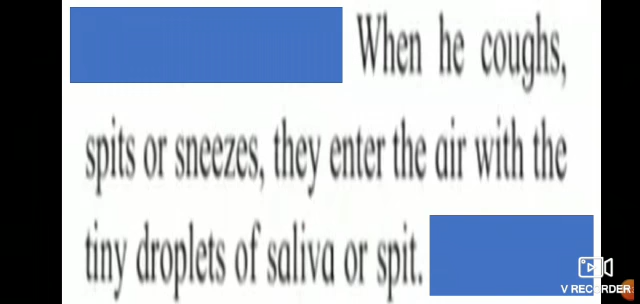 When he coughs,
spits or sneezes, they enter the air with the
tiny droplets of saliva or spit.
V RECORDER